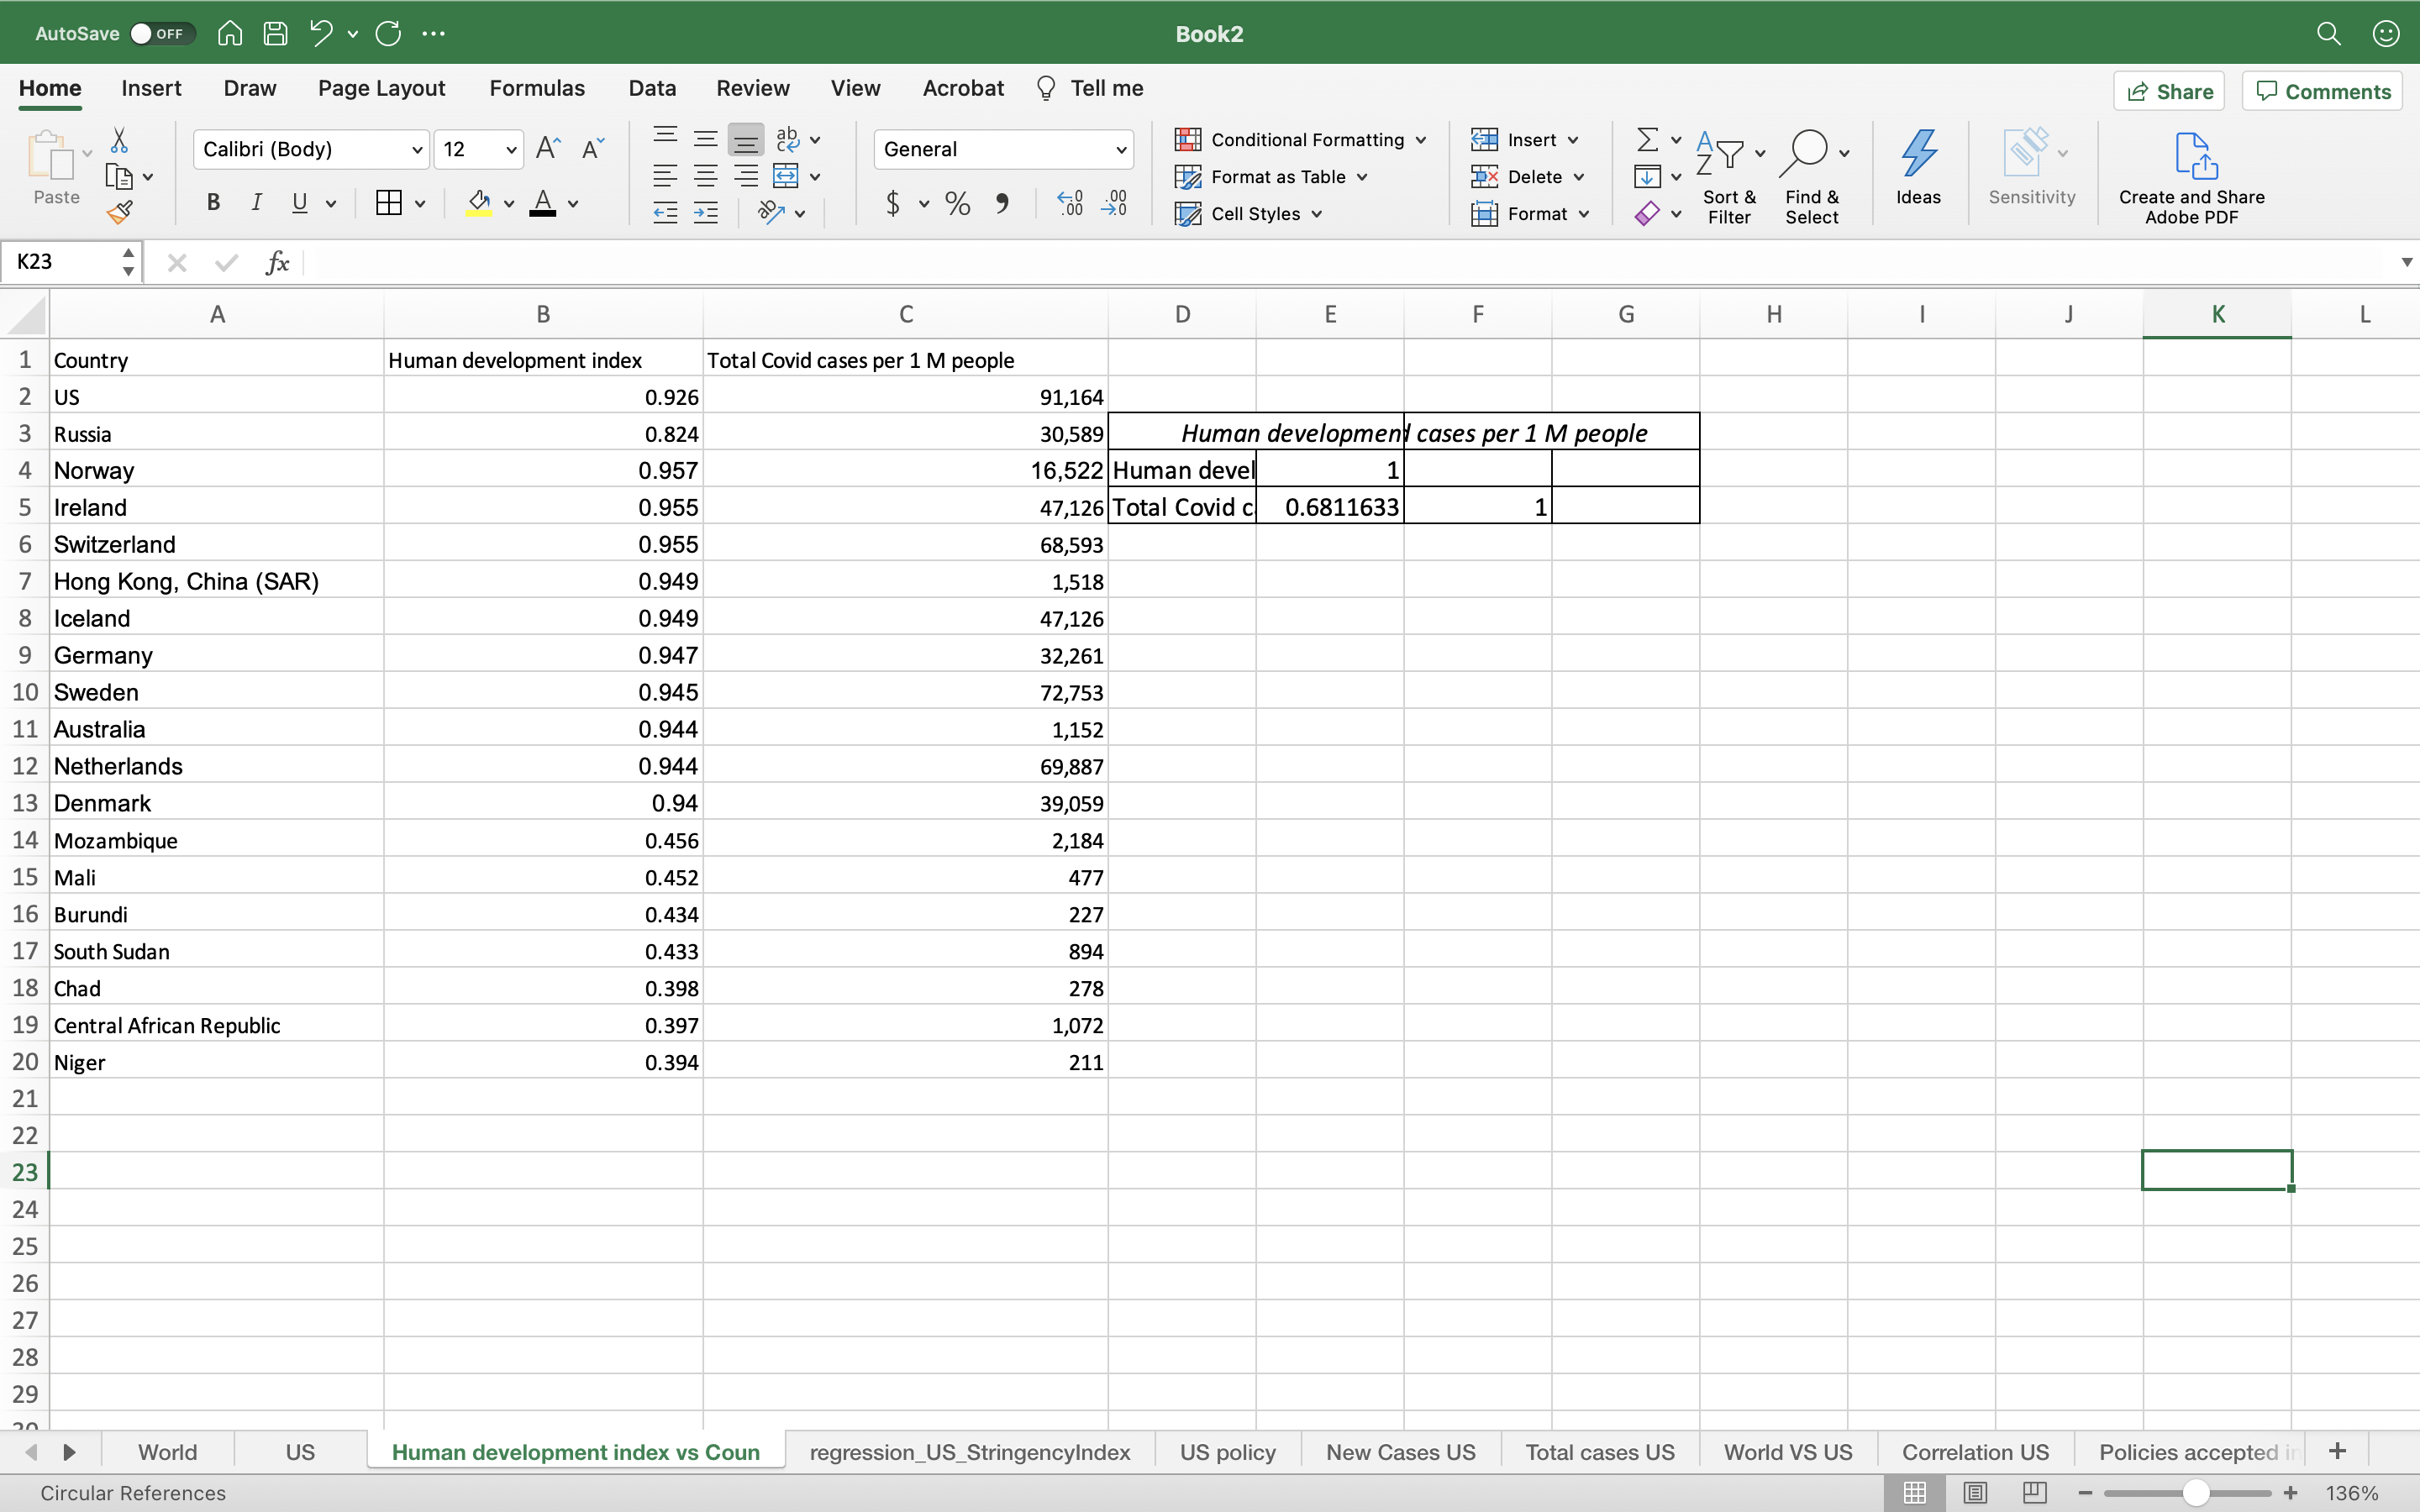 AutoSave OFF Book2
Home Insert Draw Page Layout Formulas Data Review View Acrobat Tell me Share Comments
Paste Calibri (Body) 12 General Conditional Formatting Format as Table Cell Styles Insert Delete Format Sort & Filter Find & Select Ideas Sensitivity Create and Share Adobe PDF
K23 fx
A B C D E F G H I J K L
1 Country Human development index Total Covid cases per 1 M people
2 US 0.926 91,164
3 Russia 0.824 30,589 Human development cases per 1 M people
4 Norway 0.957 16,522 Human devel 1
5 Ireland 0.955 47,126 Total Covid c 0.6811633 1
6 Switzerland 0.955 68,593
7 Hong Kong, China (SAR) 0.949 1,518
8 Iceland 0.949 47,126
9 Germany 0.947 32,261
10 Sweden 0.945 72,753
11 Australia 0.944 1,152
12 Netherlands 0.944 69,887
13 Denmark 0.94 39,059
14 Mozambique 0.456 2,184
15 Mali 0.452 477
16 Burundi 0.434 227
17 South Sudan 0.433 894
18 Chad 0.398 278
19 Central African Republic 0.397 1,072
20 Niger 0.394 211
21
22
23
24
25
26
27
28
29
World US Human development index vs Coun regression_US_StringencyIndex US policy New Cases US Total cases US World VS US Correlation US Policies accepted in
Circular References 136%